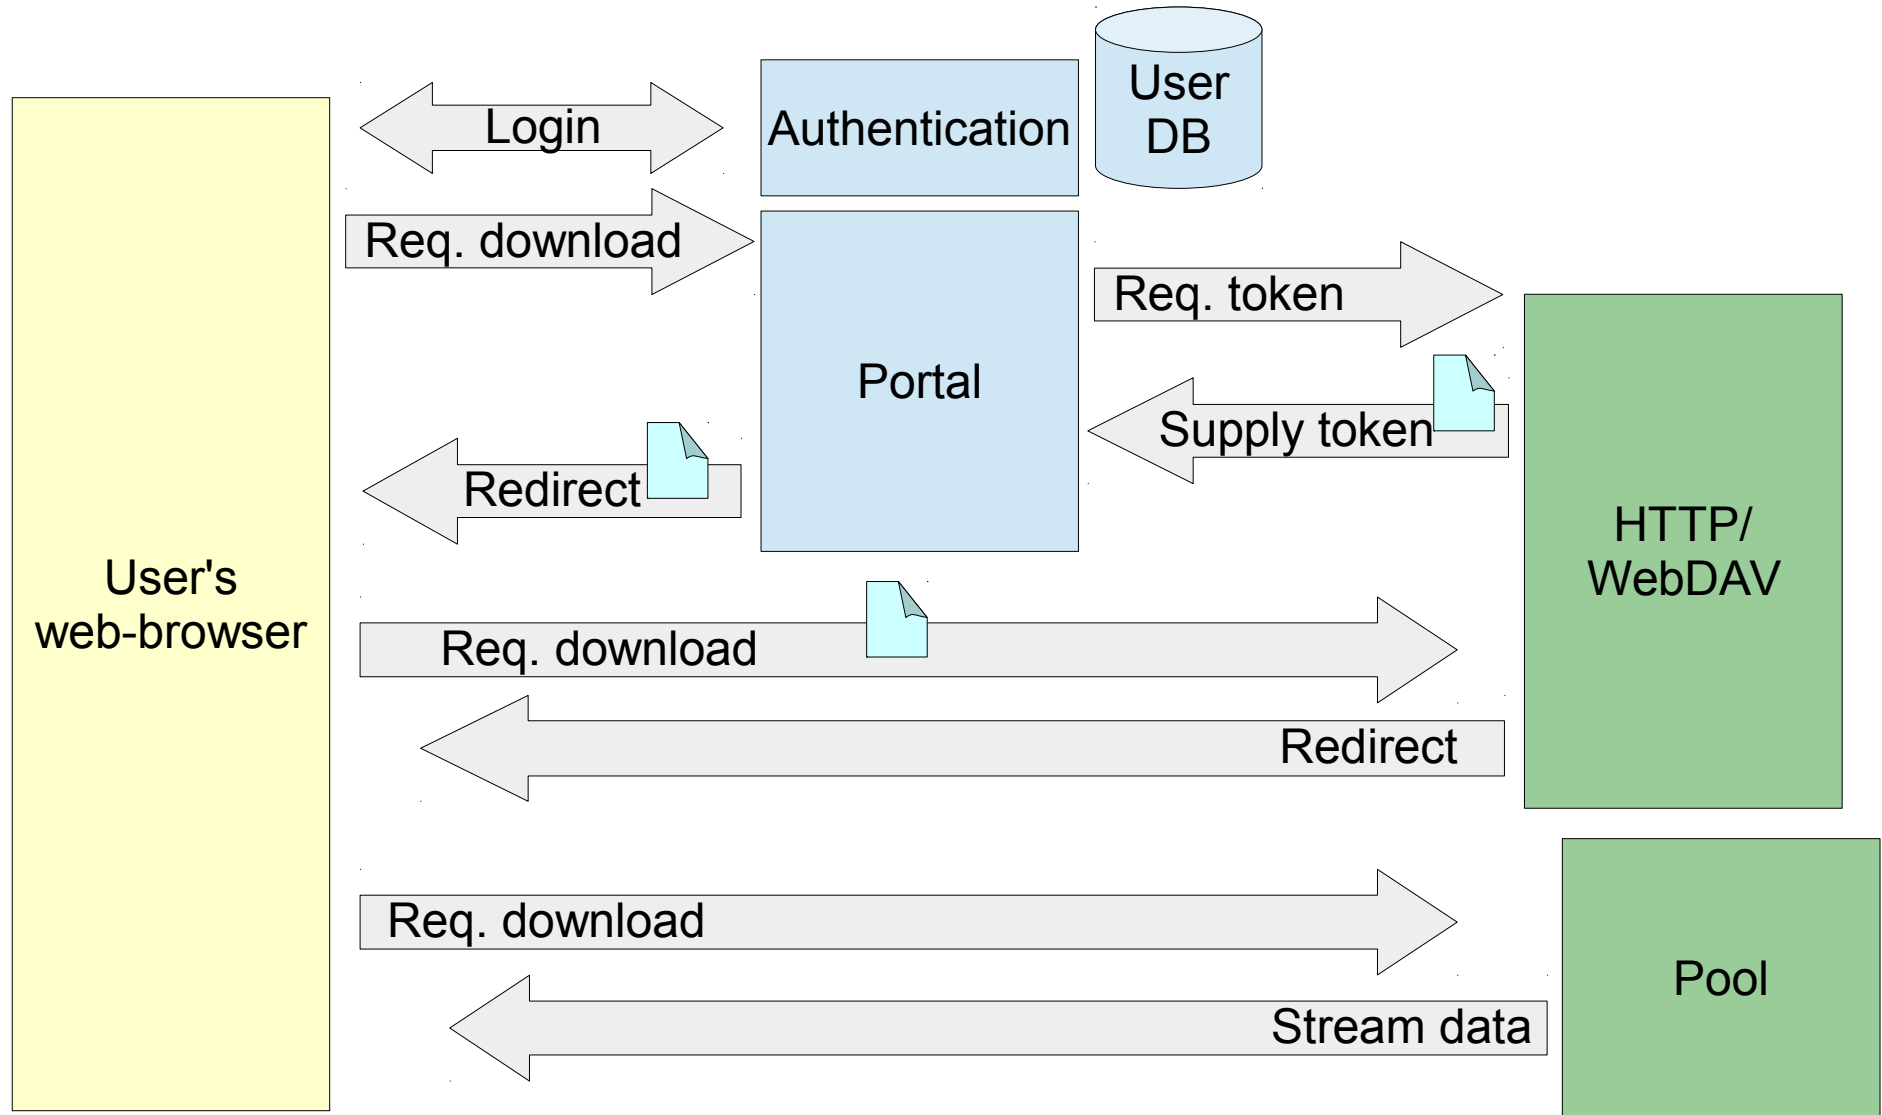 User
DB
Login
Authentication
Req. download
Req. token
Portal
Supply token
Redirect
HTTP/
WebDAV
User's
web-browser
Req. download
Redirect
Req. download
Pool
Stream data